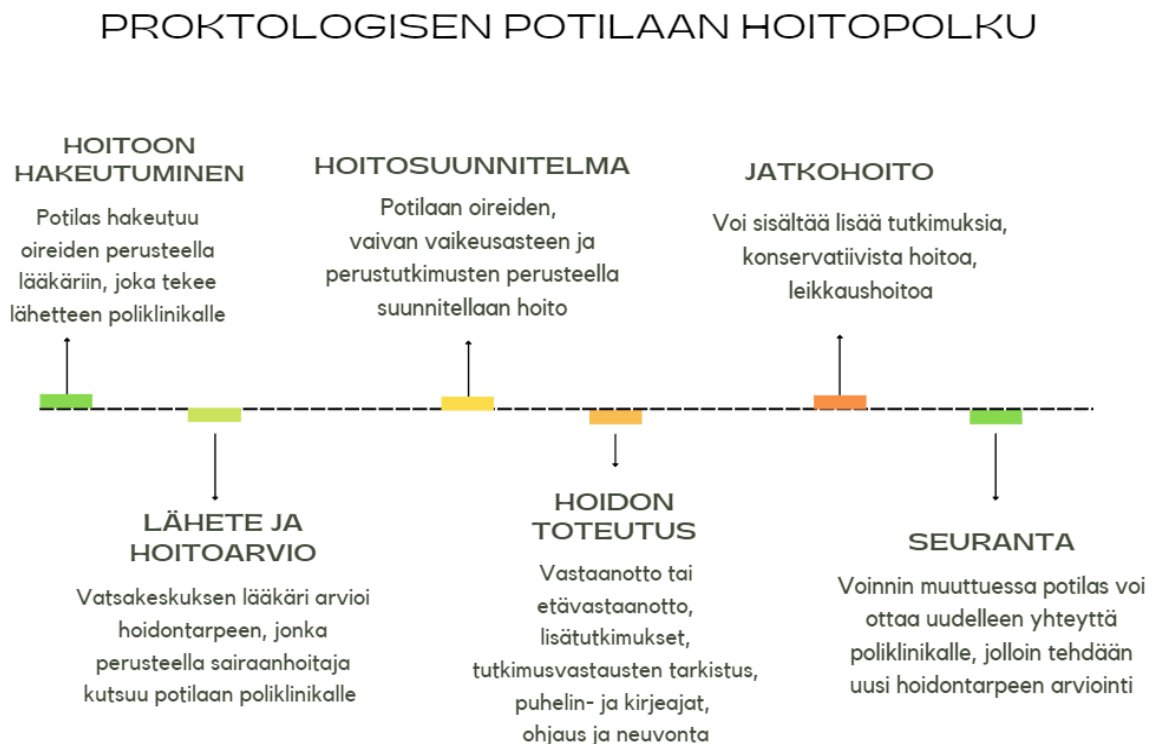 PROKTOLOGISEN POTILAAN HOITOPOLKU
HOITOON
HAKEUTUMINEN
Potilas hakeutuu
oireiden perusteella
lääkäriin, joka tekee
lähetteen poliklinikalle
LÄHETE JA
HOITOARVIO
Vatsakeskuksen lääkäri arvioi
hoidontarpeen, jonka
perusteella sairaanhoitaja
kutsuu potilaan poliklinikalle
HOITOSUUNNITELMA
Potilaan oireiden,
vaivan vaikeusasteen ja
perustutkimusten perusteella
suunnitellaan hoito
HOIDON
TOTEUTUS
Vastaanotto tai
etävastaanotto,
lisätutkimukset,
tutkimusvastausten tarkistus,
puhelin- ja kirjeajat,
ohjaus ja neuvonta
JATKOHOITO
Voi sisältää lisää tutkimuksia,
konservatiivista hoitoa,
leikkaushoitoa
SEURANTA
Voinnin muuttuessa potilas voi
ottaa uudelleen yhteyttä
poliklinikalle, jolloin tehdään
uusi hoidontarpeen arviointi